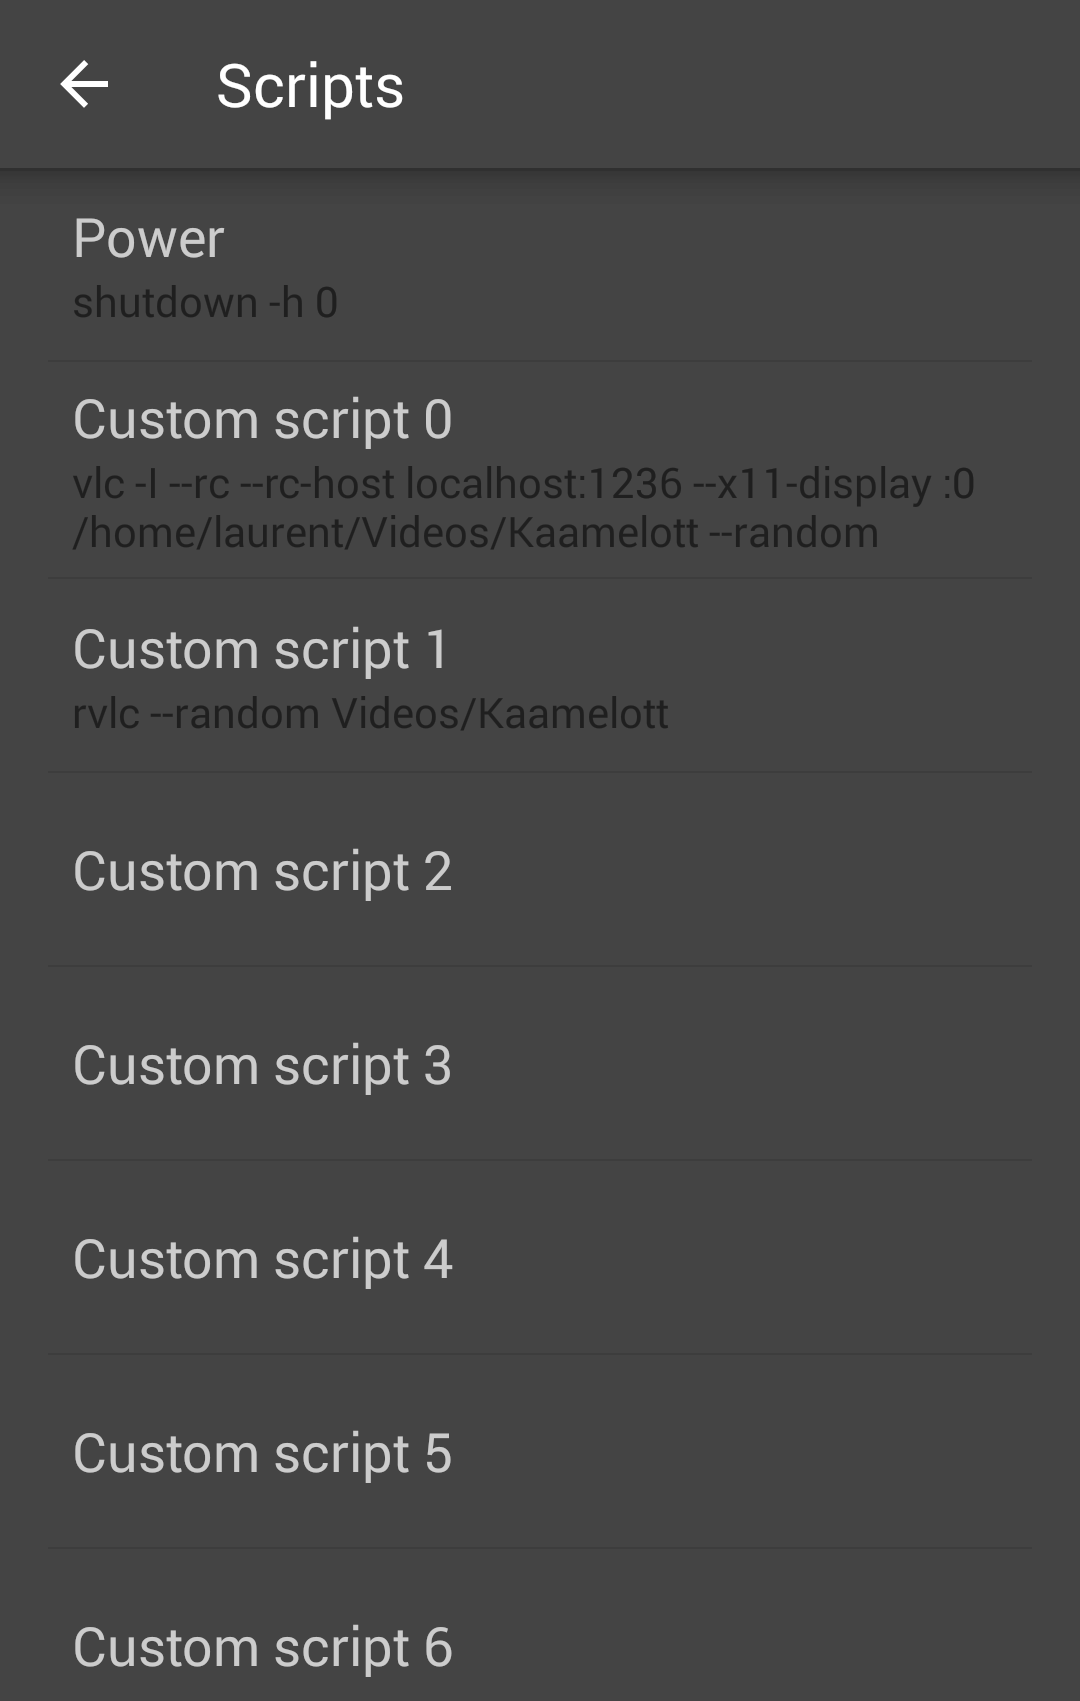 Scripts
Power
shutdown -h 0
Custom script 0
vlc -I --rc --rc-host localhost:1236 --x11-display :0
/home/laurent/Videos/Kaamelott --random
Custom script 1
rvlc --random Videos/Kaamelott
Custom script 2
Custom script 3
Custom script 4
Custom script 5
Custom script 6